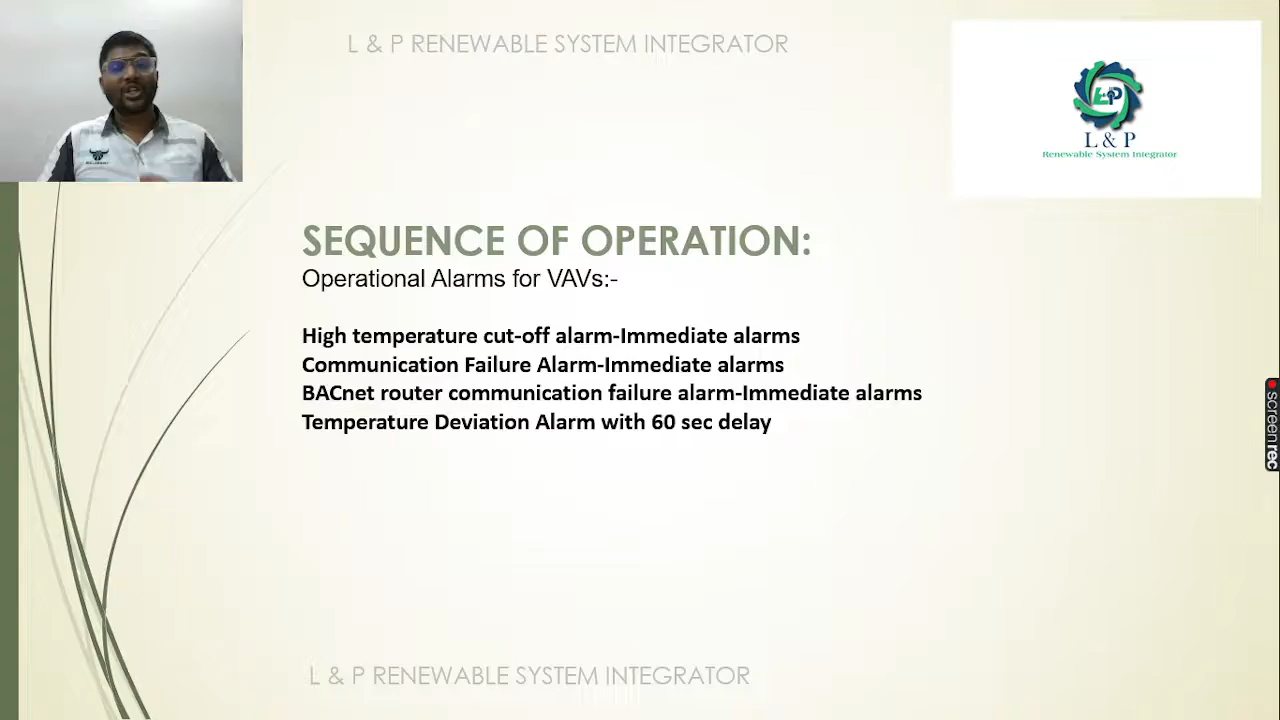 L & P RENEWABLE SYSTEM INTEGRATOR
L&P
L & P
Renewable System Integrator
SEQUENCE OF OPERATION:
Operational Alarms for VAVs:-
High temperature cut-off alarm-Immediate alarms
Communication Failure Alarm-Immediate alarms
BACnet router communication failure alarm-Immediate alarms
Temperature Deviation Alarm with 60 sec delay
screenrec
L & P RENEWABLE SYSTEM INTEGRATOR